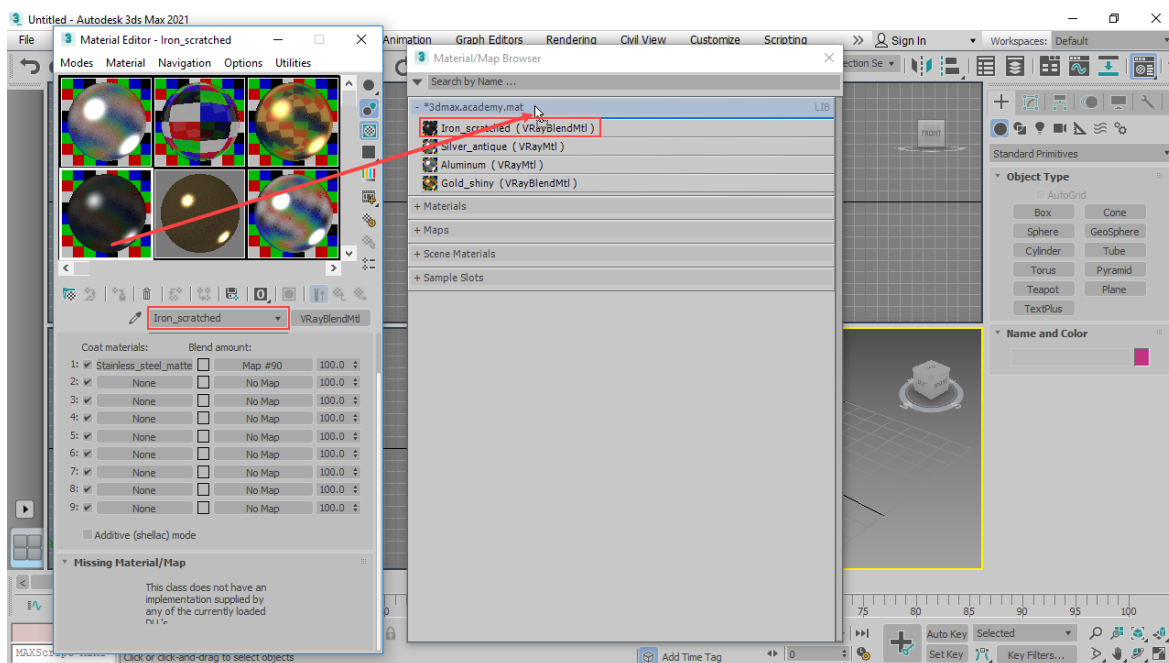 Untitled - Autodesk 3ds Max 2021
File
Animation Graph Editors Rendering Civil View Customize Scripting
Sign In
Workspaces: Default
Material Editor - Iron_scratched
Modes Material Navigation Options Utilities
Iron_scratched
VRayBlendMtl
Coat materials: Blend amount:
1: Stainless_steel_matte Map #90 100.0
2: None No Map 100.0
3: None No Map 100.0
4: None No Map 100.0
5: None No Map 100.0
6: None No Map 100.0
7: None No Map 100.0
8: None No Map 100.0
9: None No Map 100.0
Additive (shellac) mode
Missing Material/Map
This class does not have an
implementation supplied by
any of the currently loaded
DLL's
Material/Map Browser
Search by Name ...
- *3dmax.academy.mat LIB
Iron_scratched ( VRayBlendMtl )
Silver_antique ( VRayMtl )
Aluminum ( VRayMtl )
Gold_shiny ( VRayBlendMtl )
+ Materials
+ Maps
+ Scene Materials
+ Sample Slots
ection Se
FRONT
Standard Primitives
Object Type
AutoGrid
Box Cone
Sphere GeoSphere
Cylinder Tube
Torus Pyramid
Teapot Plane
TextPlus
Name and Color
0
75 80 85 90 95 100
Auto Key Selected
Set Key Key Filters...
Add Time Tag
0
Click or click-and-drag to select objects